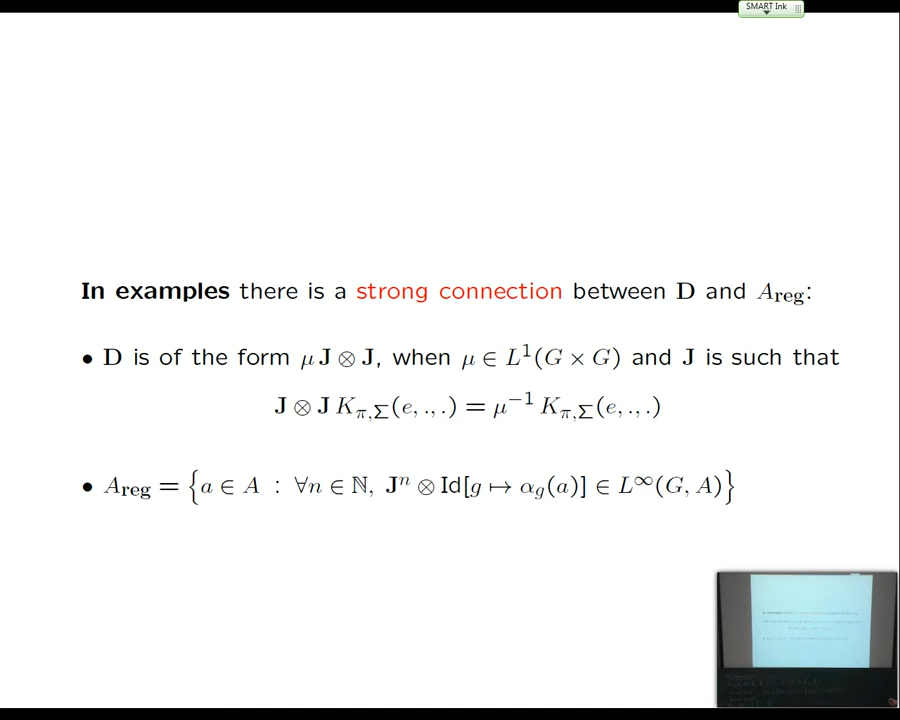 SMART Ink
In examples there is a strong connection between D and A_reg:
• D is of the form μ J ⊗ J, when μ ∈ L¹(G × G) and J is such that
J ⊗ J K_{π,Σ}(e, ., .) = μ⁻¹ K_{π,Σ}(e, ., .)
• A_reg = {a ∈ A : ∀n ∈ ℕ, Jⁿ ⊗ Id[g ↦ α_g(a)] ∈ L^∞(G, A)}